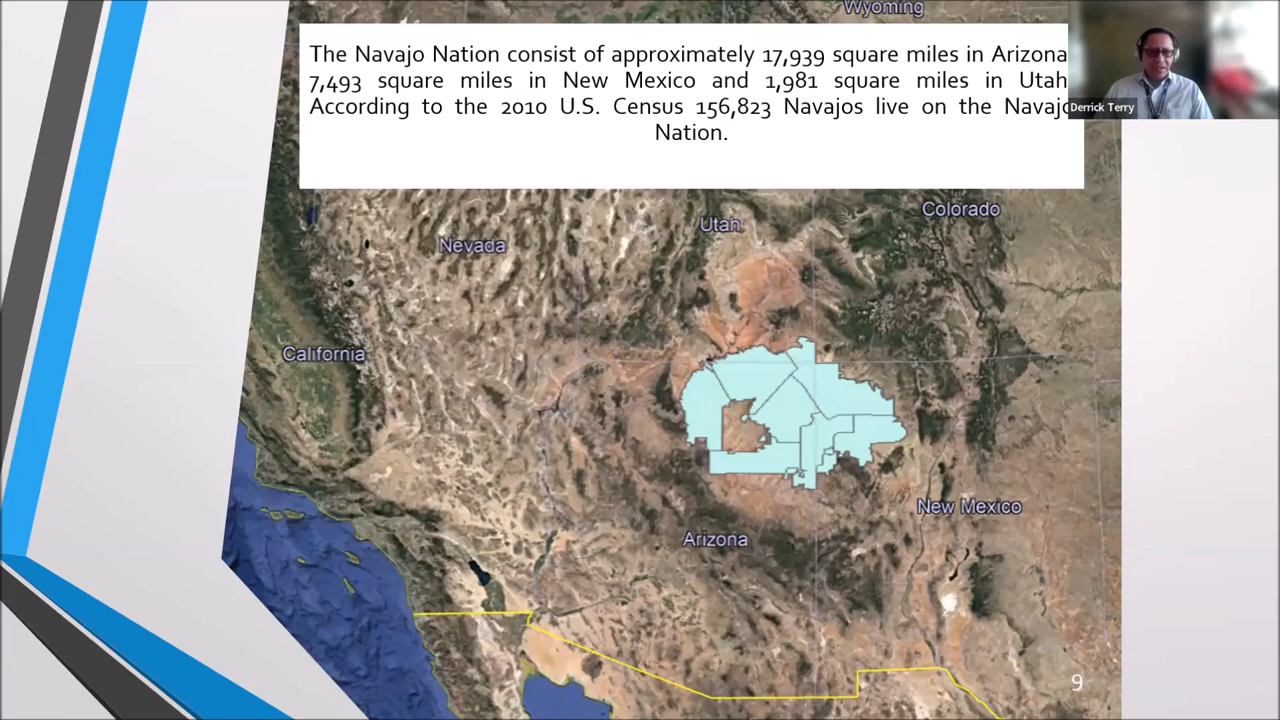 Wyoming
The Navajo Nation consist of approximately 17,939 square miles in Arizona
7,493 square miles in New Mexico and 1,981 square miles in Utah
According to the 2010 U.S. Census 156,823 Navajos live on the Navajo
Nation.
Derrick Terry
Colorado
Utah
Nevada
California
New Mexico
Arizona
9